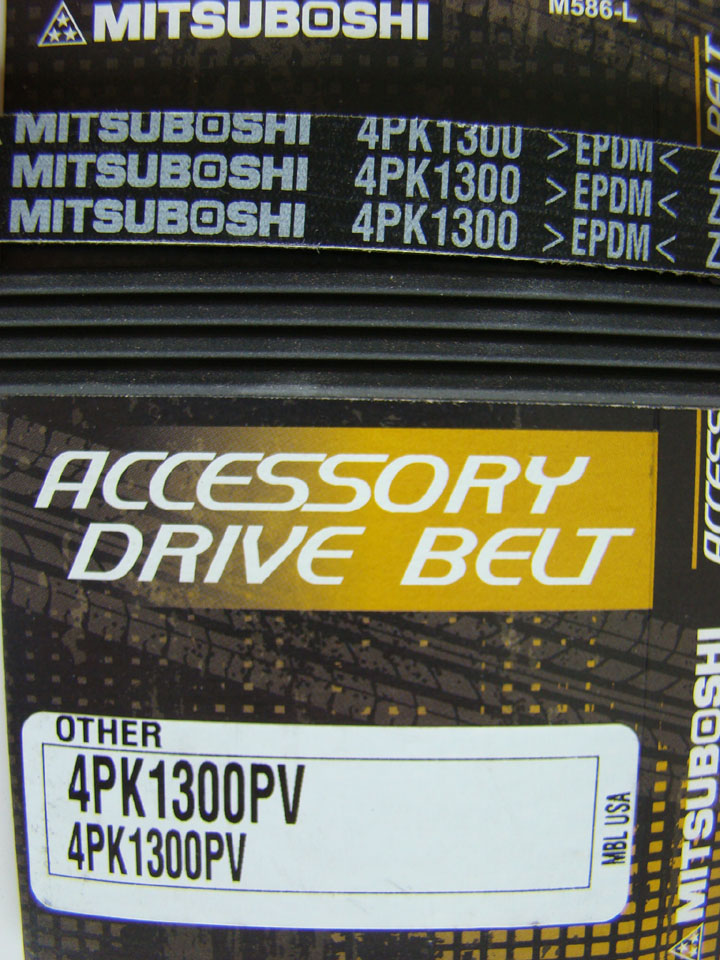 MITSUBOSHI
M586-L
MITSUBOSHI 4PK1300 >EPDM<
MITSUBOSHI 4PK1300 >EPDM<
MITSUBOSHI 4PK1300 >EPDM<
ACCESSORY
DRIVE BELT
OTHER
4PK1300PV
4PK1300PV
MBL USA
MITSUBOSHI